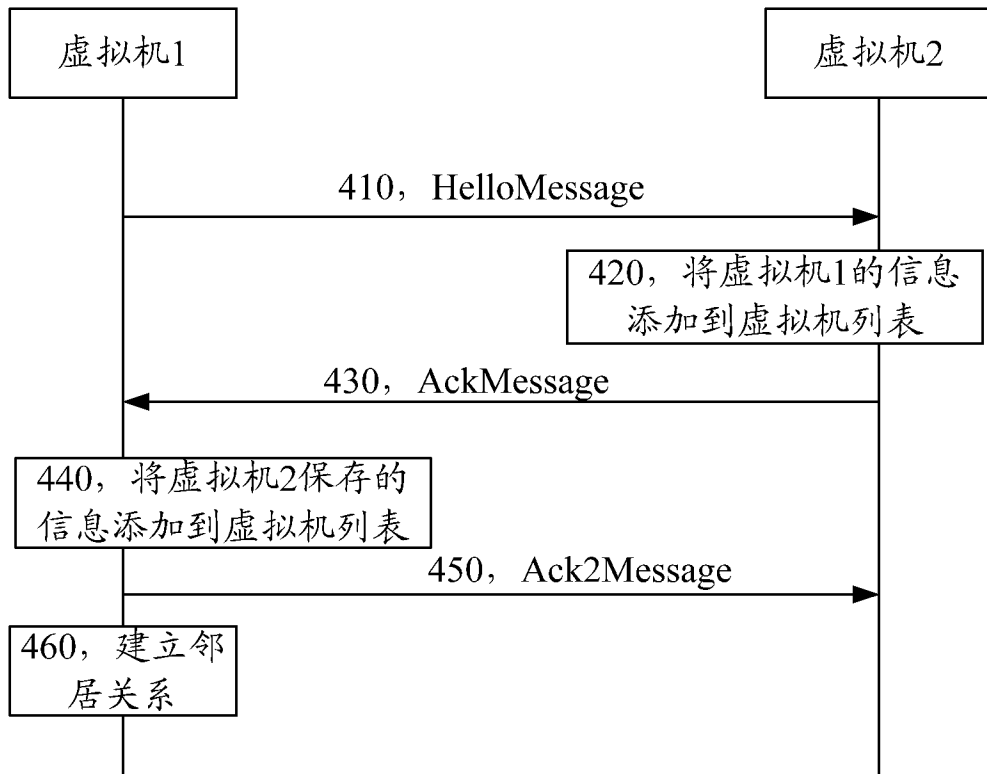 虚拟机1
虚拟机2
410，HelloMessage
420，将虚拟机1的信息
添加到虚拟机列表
430，AckMessage
440，将虚拟机2保存的
信息添加到虚拟机列表
450，Ack2Message
460，建立邻
居关系